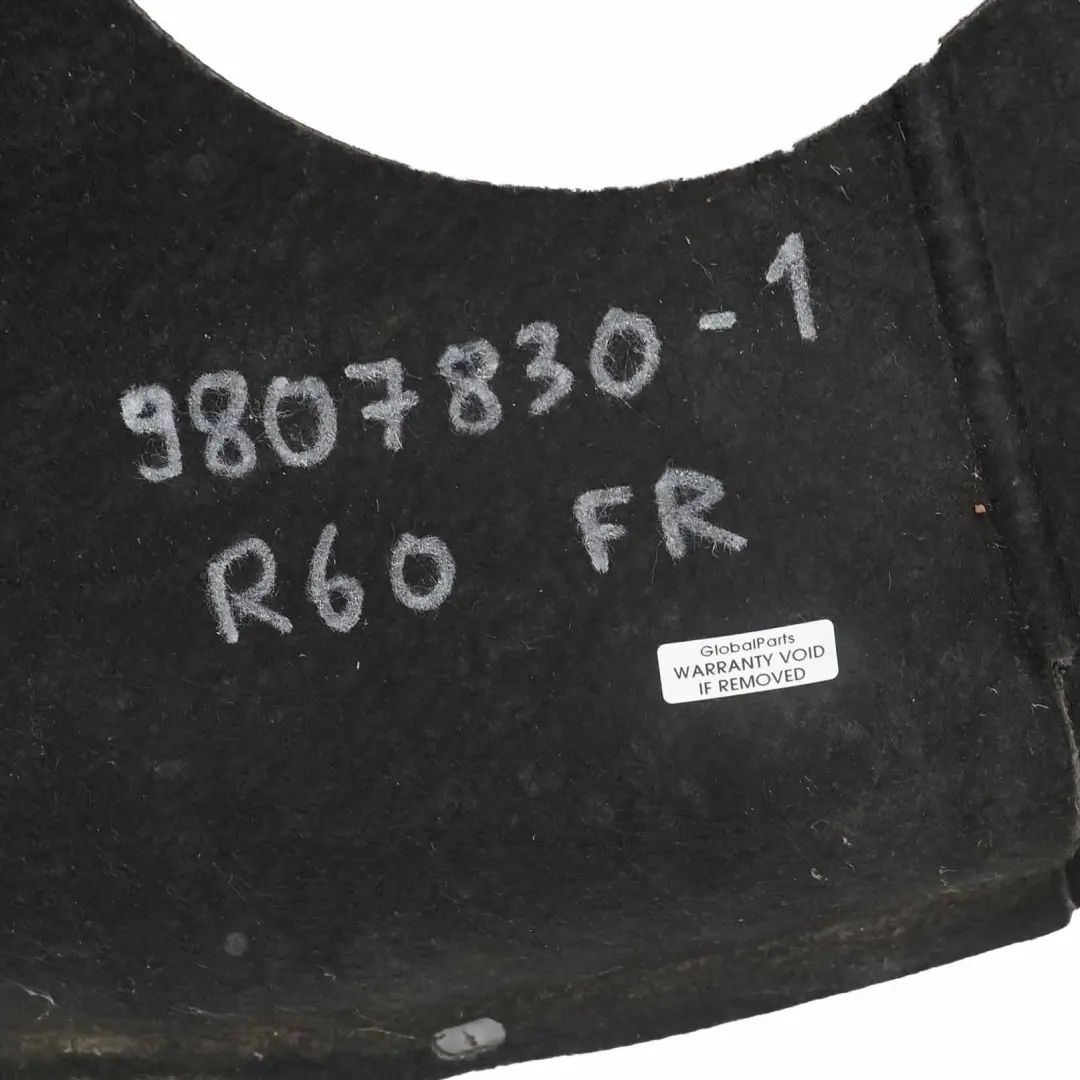 9807830-1
R60 FR
GlobalParts
WARRANTY VOID
IF REMOVED